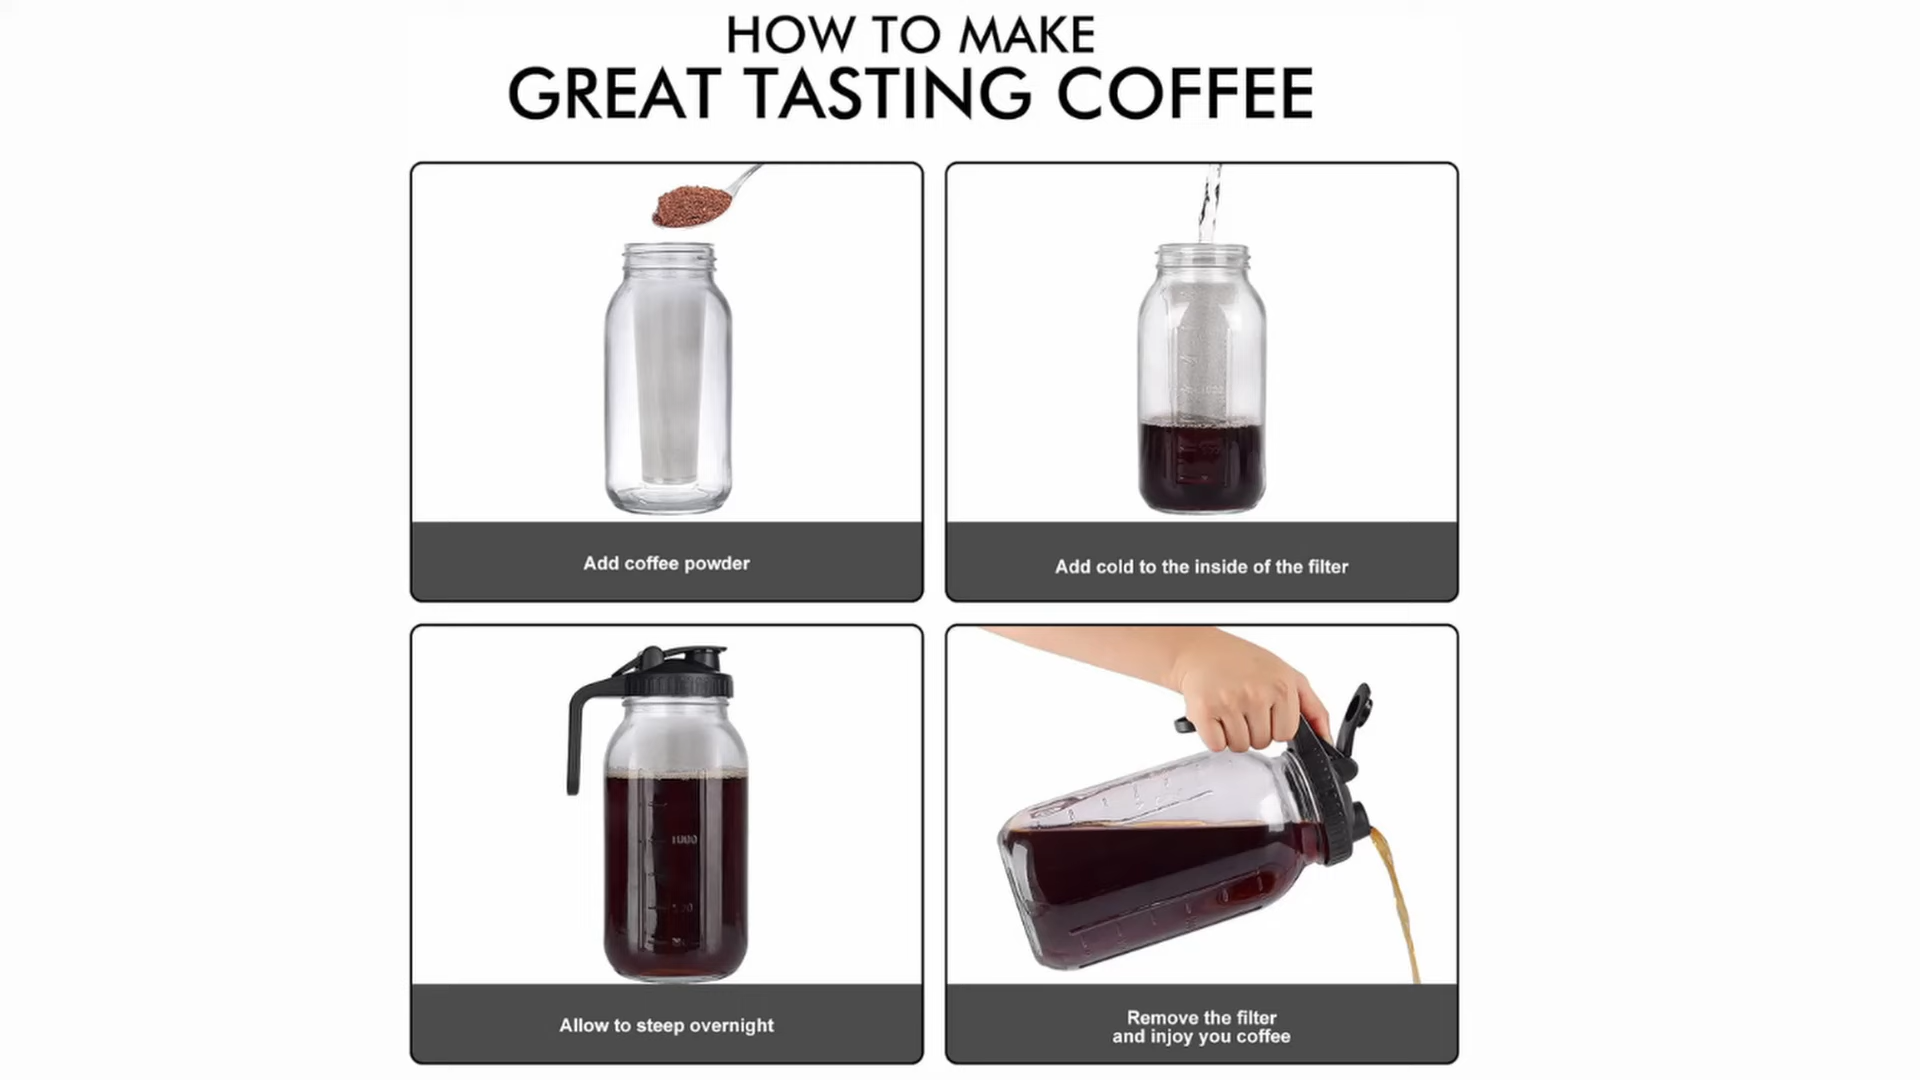 HOW TO MAKE
GREAT TASTING COFFEE
Add coffee powder
Add cold to the inside of the filter
1000
Allow to steep overnight
Remove the filter
and injoy you coffee